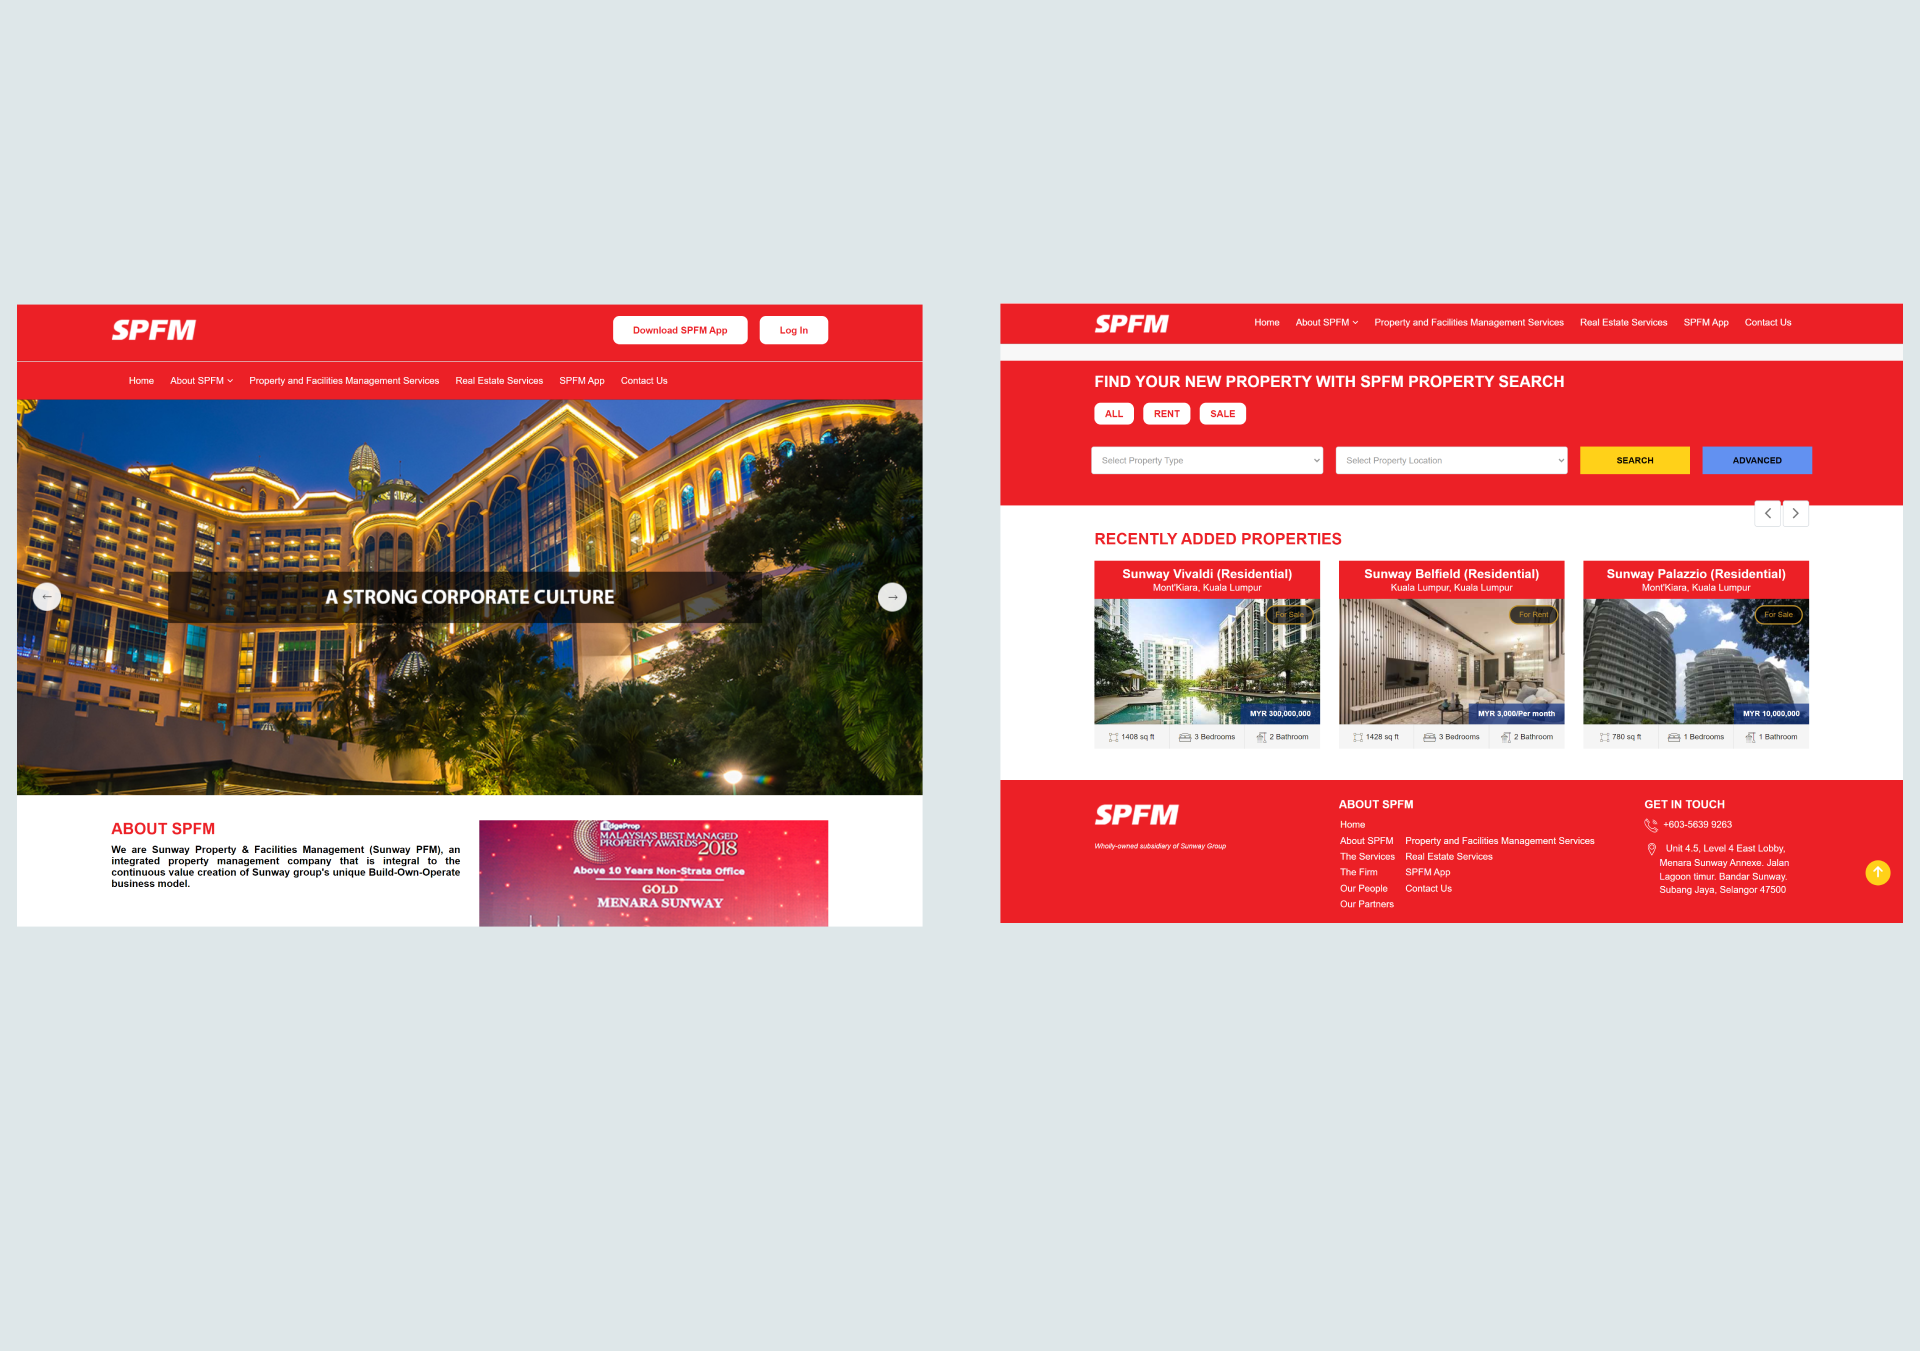 SPFM
Download SPFM App
Log In
Home
About SPFM
Property and Facilities Management Services
Real Estate Services
SPFM App
Contact Us
A STRONG CORPORATE CULTURE
ABOUT SPFM
We are Sunway Property & Facilities Management (Sunway PFM), an
integrated property management company that is integral to the
continuous value creation of Sunway group's unique Build-Own-Operate
business model.
EdgeProp
MALAYSIA'S BEST MANAGED
PROPERTY AWARDS 2018
Above 10 Years Non-Strata Office
GOLD
MENARA SUNWAY
SPFM
Home
About SPFM
Property and Facilities Management Services
Real Estate Services
SPFM App
Contact Us
FIND YOUR NEW PROPERTY WITH SPFM PROPERTY SEARCH
ALL
RENT
SALE
Select Property Type
Select Property Location
SEARCH
ADVANCED
RECENTLY ADDED PROPERTIES
Sunway Vivaldi (Residential)
Mont'Kiara, Kuala Lumpur
For Sale
MYR 300,000,000
1408 sq ft
3 Bedrooms
2 Bathroom
Sunway Belfield (Residential)
Kuala Lumpur, Kuala Lumpur
For Rent
MYR 3,000/Per month
1428 sq ft
3 Bedrooms
2 Bathroom
Sunway Palazzio (Residential)
Mont'Kiara, Kuala Lumpur
For Sale
MYR 10,000,000
780 sq ft
1 Bedrooms
1 Bathroom
SPFM
Wholly-owned subsidiary of Sunway Group
ABOUT SPFM
Home
About SPFM
The Services
The Firm
Our People
Our Partners
Property and Facilities Management Services
Real Estate Services
SPFM App
Contact Us
GET IN TOUCH
+603-5639 9263
Unit 4.5, Level 4 East Lobby,
Menara Sunway Annexe. Jalan
Lagoon timur. Bandar Sunway.
Subang Jaya, Selangor 47500